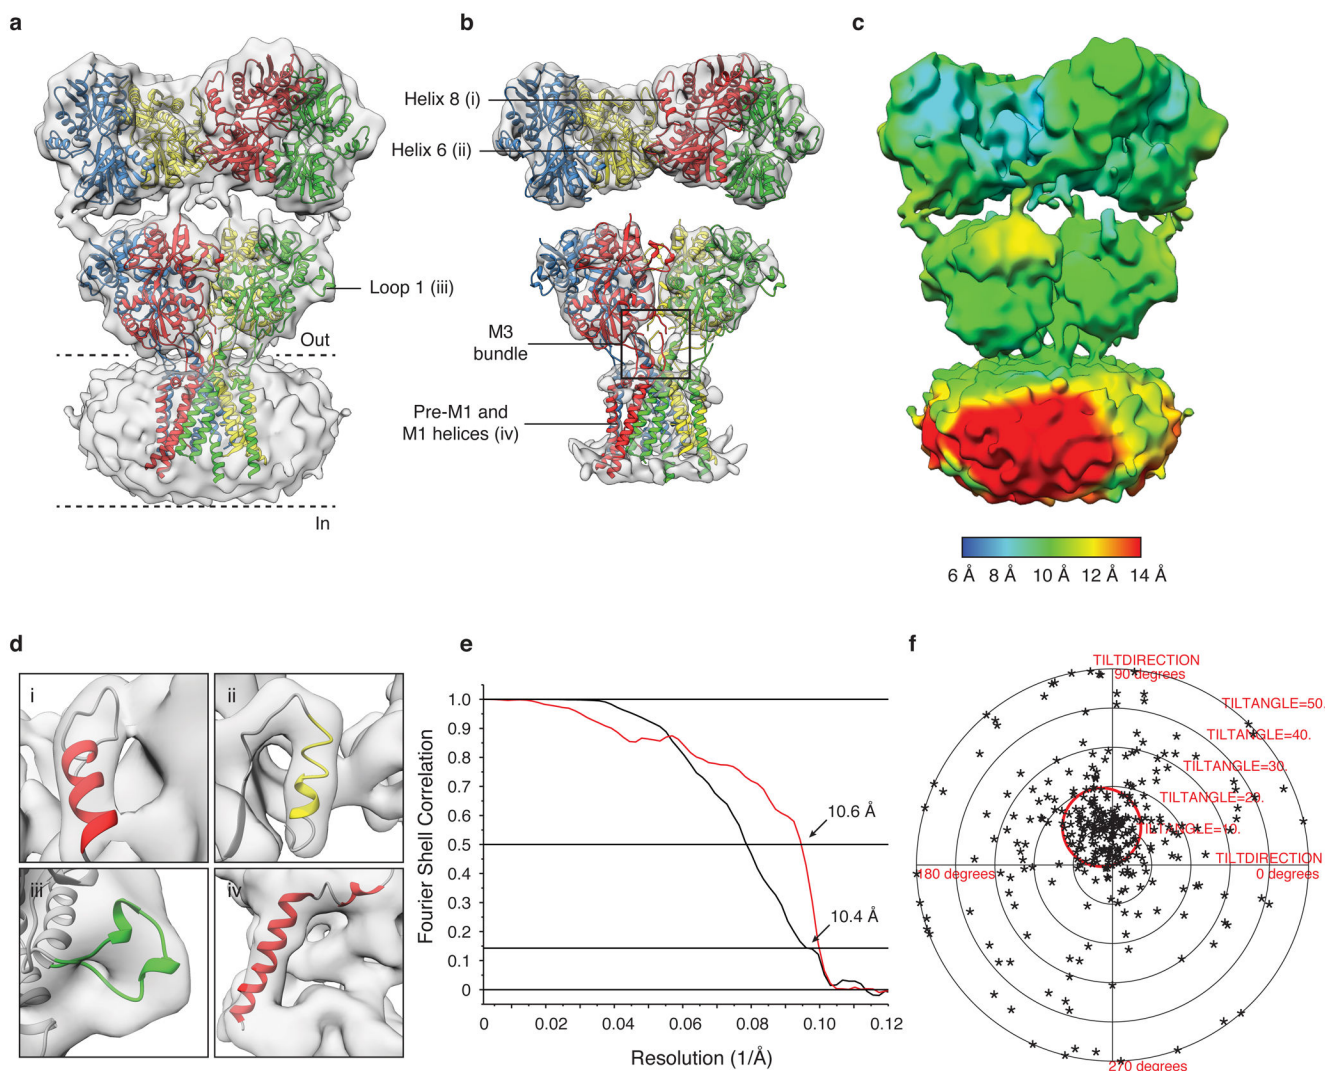 a
b
c
Helix 8 (i)
Helix 6 (ii)
Loop 1 (iii)
Out
In
M3
bundle
Pre-M1 and
M1 helices (iv)
6 Å 8 Å 10 Å 12 Å 14 Å
d
i
ii
iii
iv
e
Fourier Shell Correlation
1.0
0.9
0.8
0.7
0.6
0.5
0.4
0.3
0.2
0.1
0
10.6 Å
10.4 Å
0 0.02 0.04 0.06 0.08 0.10 0.12
Resolution (1/Å)
f
TILTDIRECTION
90 degrees
TILTANGLE=50.
TILTANGLE=40.
TILTANGLE=30.
TILTANGLE=20.
TILTANGLE=10.
TILTDIRECTION
180 degrees
0 degrees
270 degrees